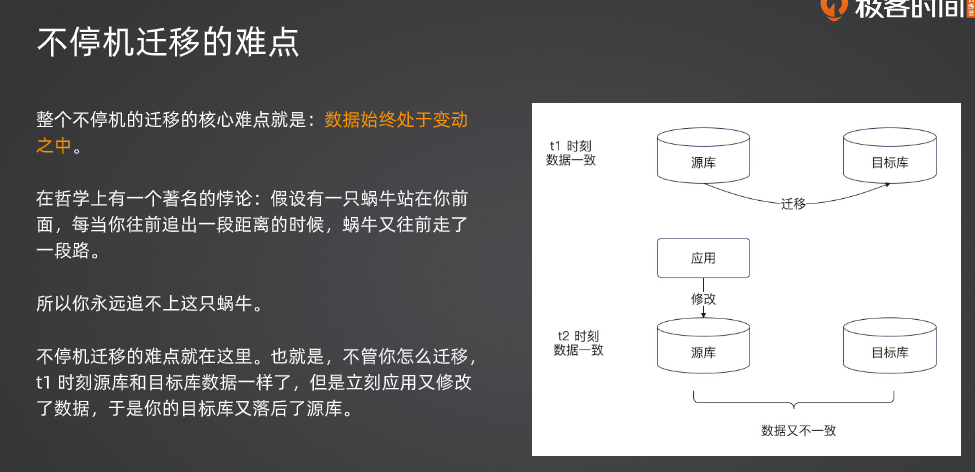 极客时间
不停机迁移的难点
整个不停机的迁移的核心难点就是：数据始终处于变动
之中。
在哲学上有一个著名的悖论：假设有一只蜗牛站在你前
面，每当你往前追出一段距离的时候，蜗牛又往前走了
一段路。
所以你永远追不上这只蜗牛。
不停机迁移的难点就在这里。也就是，不管你怎么迁移，
t1 时刻源库和目标库数据一样了，但是立刻应用又修改
了数据，于是你的目标库又落后了源库。
t1 时刻
数据一致
源库
目标库
迁移
应用
修改
t2 时刻
数据一致
源库
目标库
数据又不一致